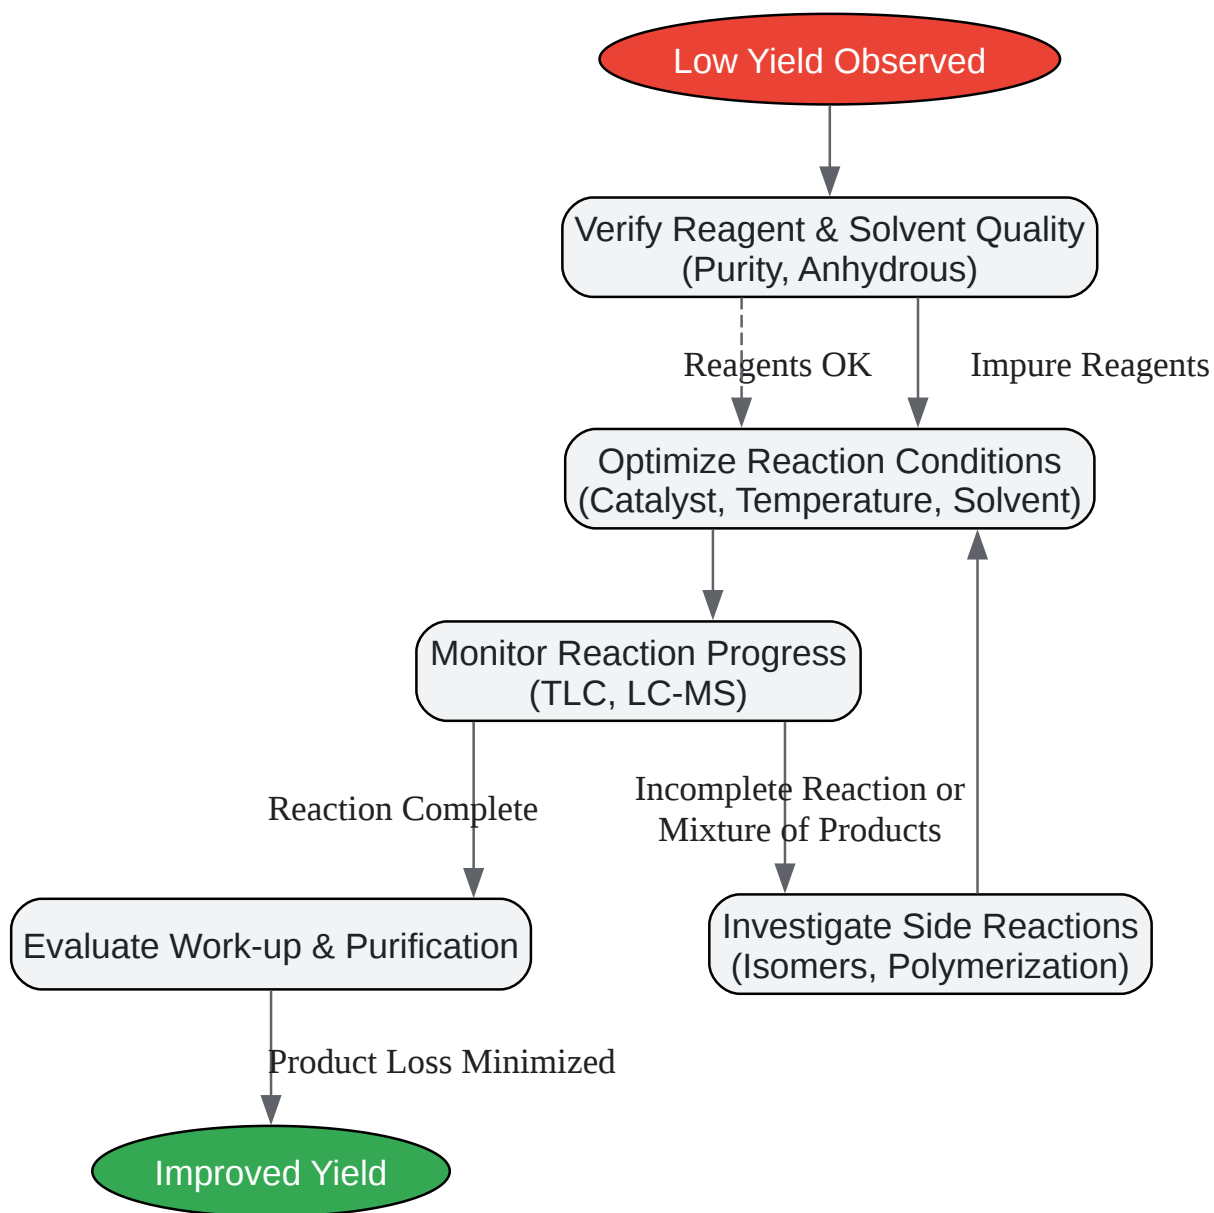 Low Yield Observed
Verify Reagent & Solvent Quality
(Purity, Anhydrous)
Reagents OK
Impure Reagents
Optimize Reaction Conditions
(Catalyst, Temperature, Solvent)
Monitor Reaction Progress
(TLC, LC-MS)
Reaction Complete
Incomplete Reaction or
Mixture of Products
Evaluate Work-up & Purification
Investigate Side Reactions
(Isomers, Polymerization)
Product Loss Minimized
Improved Yield